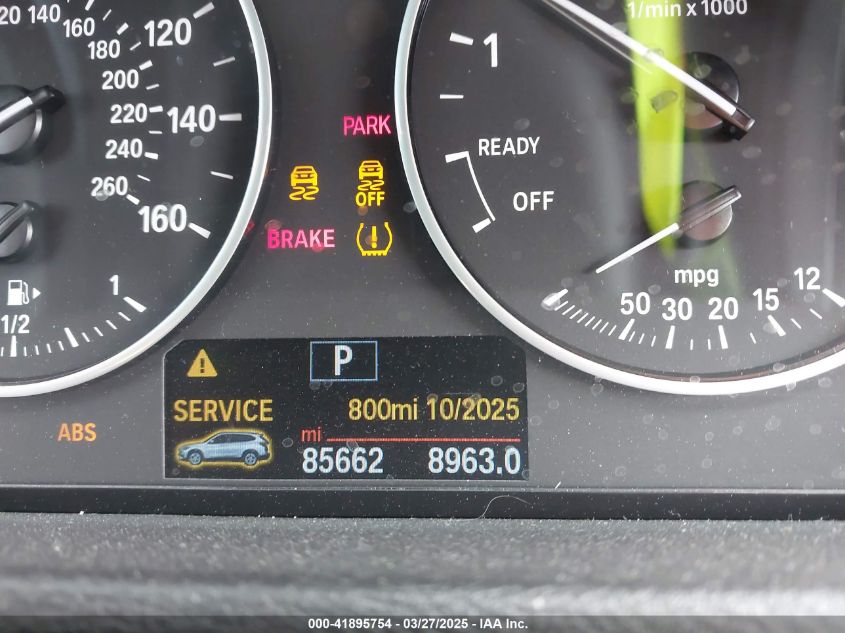 20 140 160 180 200 220 240 260
120 140 160
1/2 1
1/min x 1000
1
READY
OFF
mpg
50 30 20 15 12
PARK
OFF
BRAKE
ABS
P
SERVICE 800mi 10/2025
mi
85662 8963.0
000-41895754 - 03/27/2025 - IAA Inc.